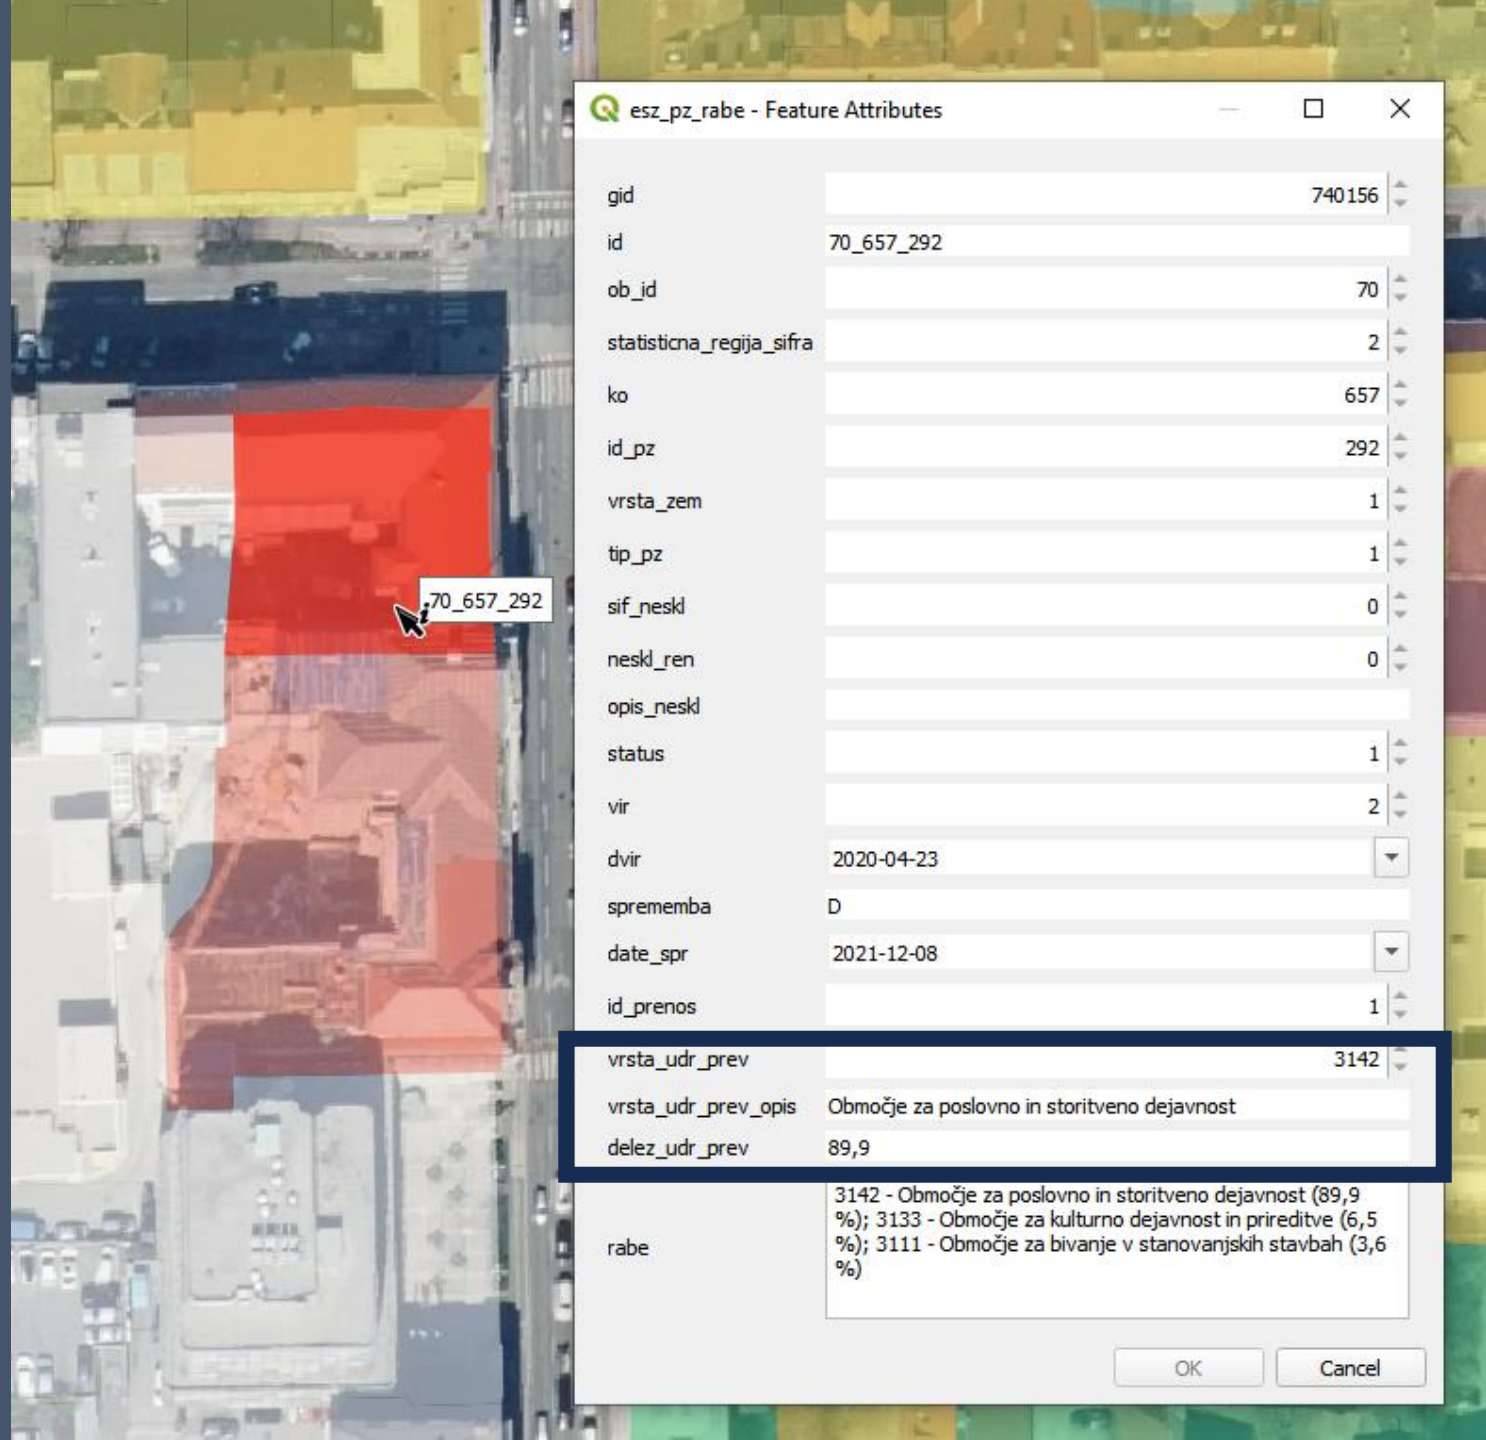 esz_pz_rabe - Feature Attributes
gid 740156
id 70_657_292
ob_id 70
statisticna_regija_sifra 2
ko 657
id_pz 292
vrsta_zem 1
tip_pz 1
70_657_292
sif_neskl 0
neskl_ren 0
opis_neskl
status 1
vir 2
dvir 2020-04-23
sprememba D
date_spr 2021-12-08
id_prenos 1
vrsta_udr_prev 3142
vrsta_udr_prev_opis Območje za poslovno in storitveno dejavnost
delez_udr_prev 89,9
rabe
3142 - Območje za poslovno in storitveno dejavnost (89,9
%); 3133 - Območje za kulturno dejavnost in prireditve (6,5
%); 3111 - Območje za bivanje v stanovanjskih stavbah (3,6
%)
OK Cancel